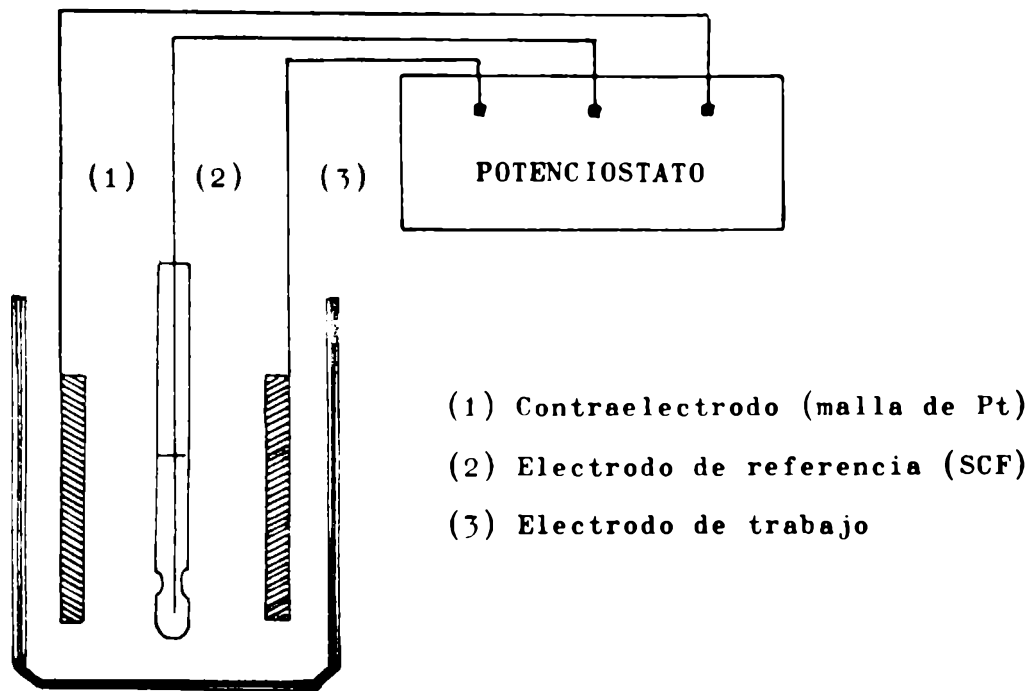 (1) (2) (3) POTENCIOSTATO
(1) Contraelectrodo (malla de Pt)
(2) Electrodo de referencia (SCF)
(3) Electrodo de trabajo